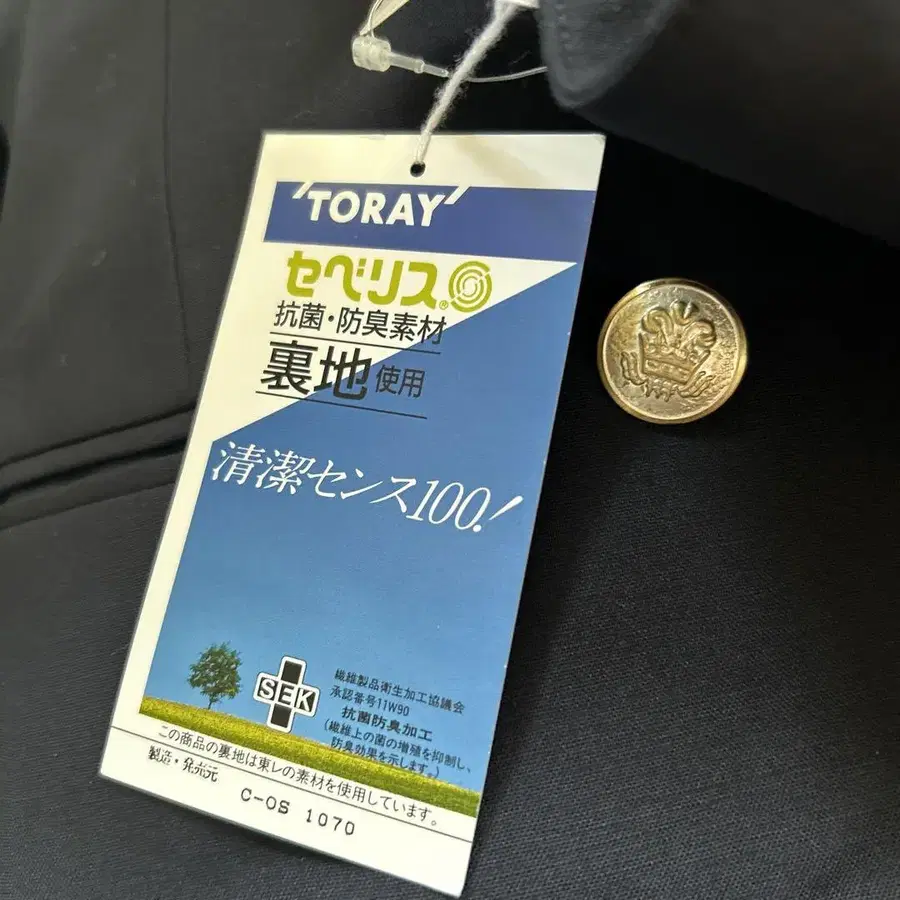 'TORAY'
セベリス®
抗菌・防臭素材
裏地使用
清潔センス100!
SEK
繊維製品衛生加工協議会
承認番号11W90
抗菌防臭加工
(繊維上の菌の増殖を抑制し、
防臭効果を示します。)
この商品の裏地は東レの素材を使用しています。
製造・発売元
C-OS 1070